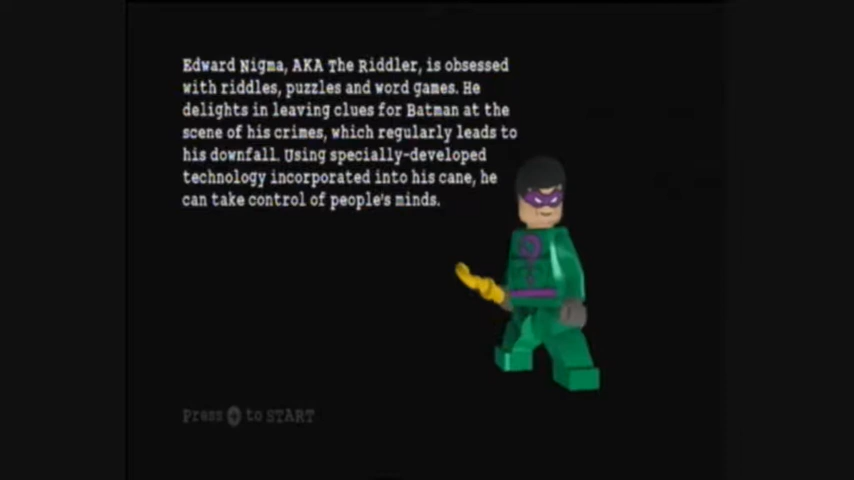 Edward Nigma, AKA The Riddler, is obsessed
with riddles, puzzles and word games. He
delights in leaving clues for Batman at the
scene of his crimes, which regularly leads to
his downfall. Using specially-developed
technology incorporated into his cane, he
can take control of people's minds.
Press + to START